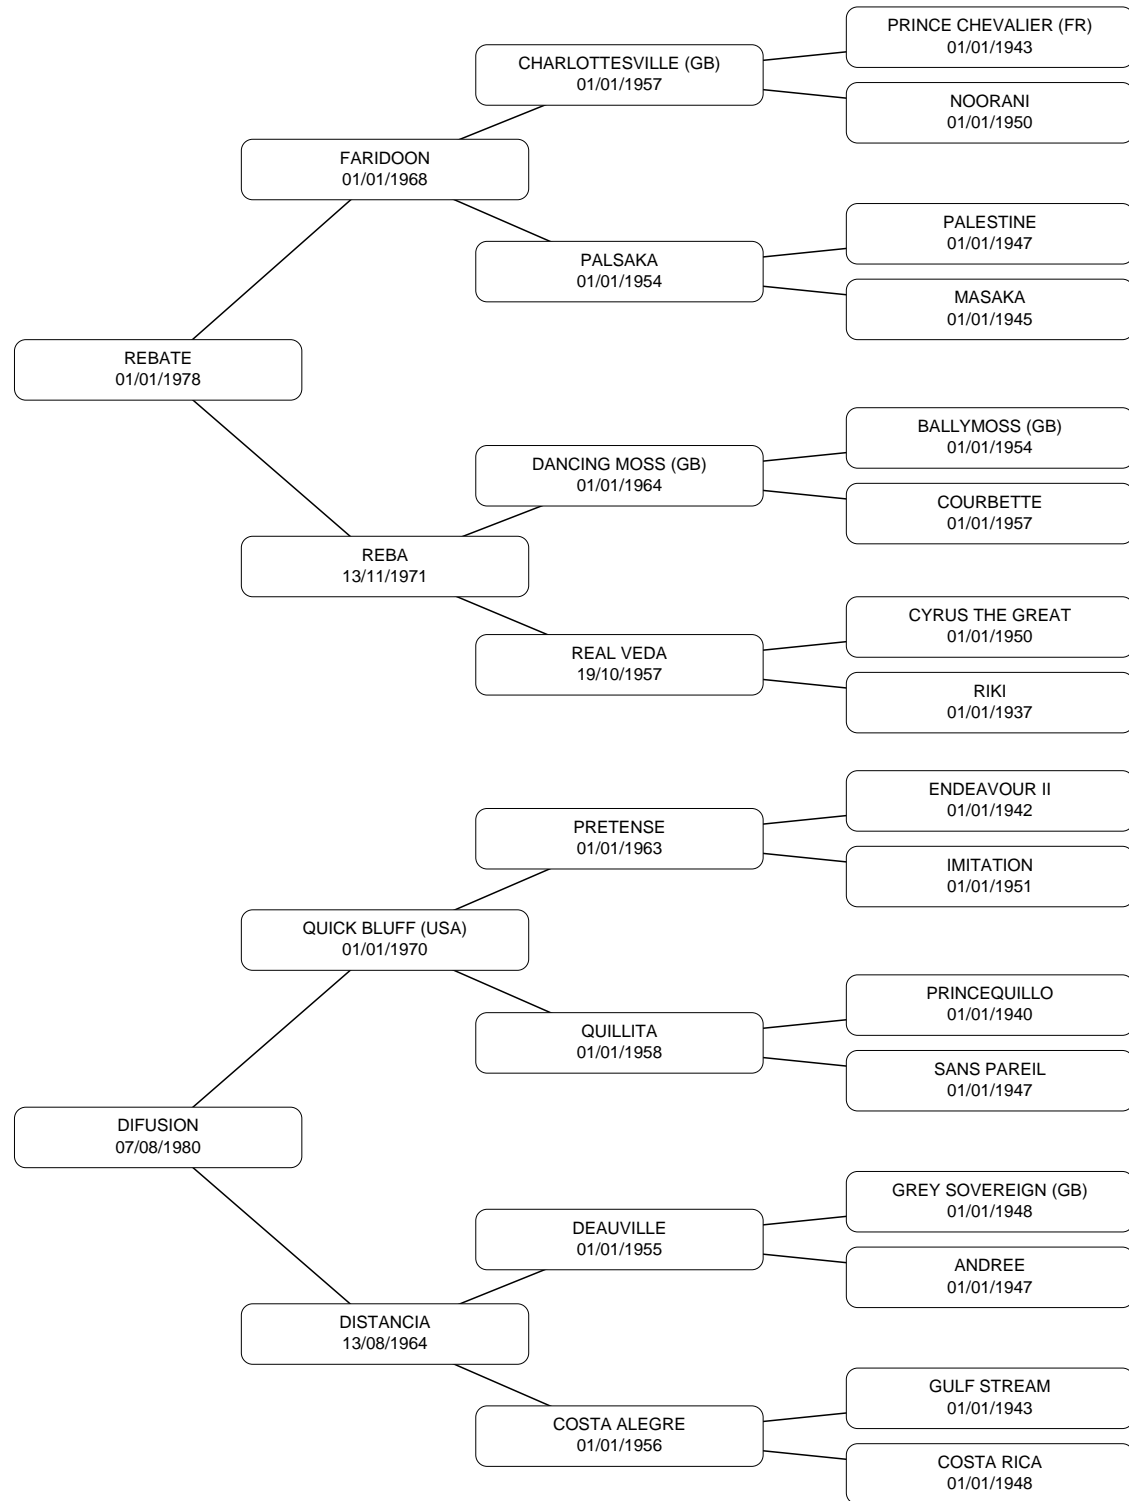 PRINCE CHEVALIER (FR)
01/01/1943
CHARLOTTESVILLE (GB)
01/01/1957
NOORANI
01/01/1950
FARIDOON
01/01/1968
PALESTINE
01/01/1947
PALSAKA
01/01/1954
MASAKA
01/01/1945
REBATE
01/01/1978
BALLYMOSS (GB)
01/01/1954
DANCING MOSS (GB)
01/01/1964
COURBETTE
01/01/1957
REBA
13/11/1971
CYRUS THE GREAT
01/01/1950
REAL VEDA
19/10/1957
RIKI
01/01/1937
ENDEAVOUR II
01/01/1942
PRETENSE
01/01/1963
IMITATION
01/01/1951
QUICK BLUFF (USA)
01/01/1970
PRINCEQUILLO
01/01/1940
QUILLITA
01/01/1958
SANS PAREIL
01/01/1947
DIFUSION
07/08/1980
GREY SOVEREIGN (GB)
01/01/1948
DEAUVILLE
01/01/1955
ANDREE
01/01/1947
DISTANCIA
13/08/1964
GULF STREAM
01/01/1943
COSTA ALEGRE
01/01/1956
COSTA RICA
01/01/1948